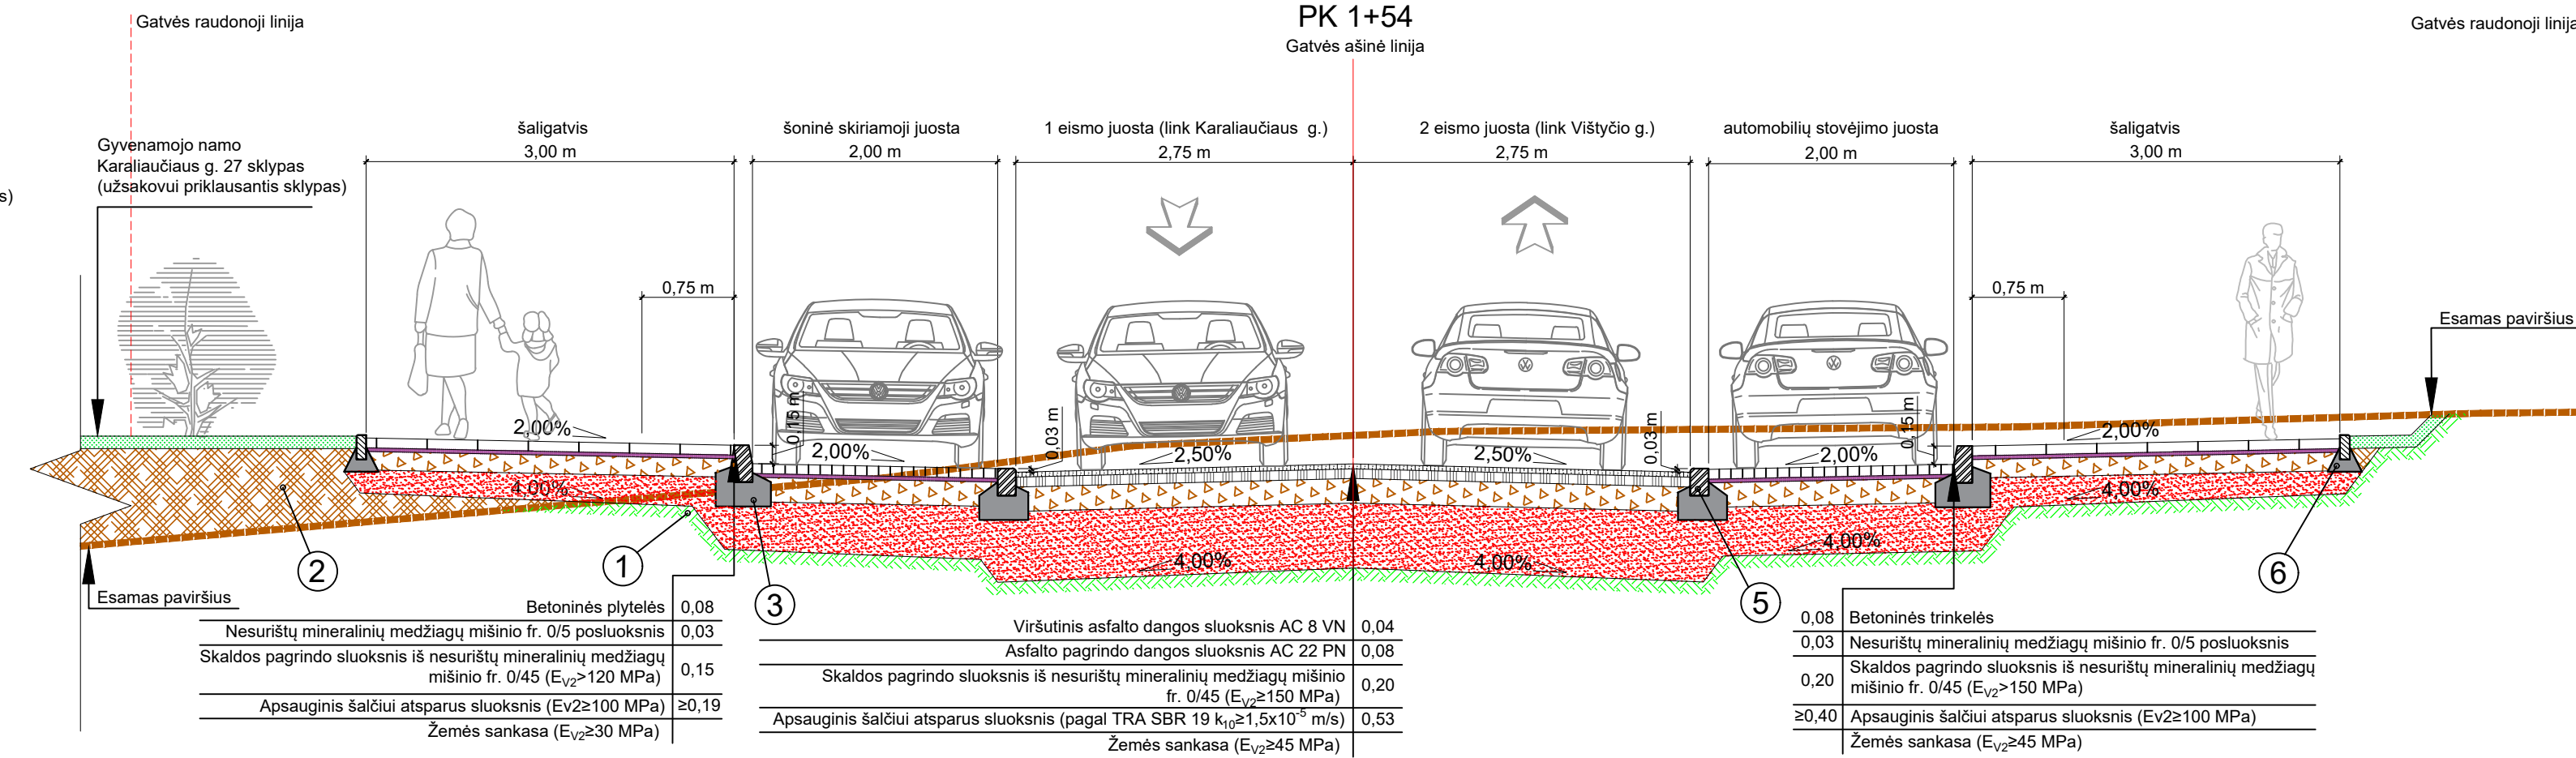 PK 1+54
Gatvės raudonoji linija
Gatvės ašinė linija
Gatvės raudonoji linija
šaligatvis
3,00 m
šoninė skiriamoji juosta
2,00 m
1 eismo juosta (link Karaliaučiaus g.)
2,75 m
2 eismo juosta (link Vištyčio g.)
2,75 m
automobilių stovėjimo juosta
2,00 m
šaligatvis
3,00 m
Gyvenamojo namo
Karaliaučiaus g. 27 sklypas
(užsakovui priklausantis sklypas)
s)
0,75 m
0,75 m
Esamas paviršius
0,15 m
0,03 m
0,03 m
0,15 m
2,00%
2,00%
2,50%
2,50%
2,00%
2,00%
4,00%
4,00%
4,00%
4,00%
4,00%
2
1
3
5
6
Esamas paviršius
Betoninės plytelės 0,08
Nesurištų mineralinių medžiagų mišinio fr. 0/5 posluoksnis 0,03
Skaldos pagrindo sluoksnis iš nesurištų mineralinių medžiagų
mišinio fr. 0/45 (EV2>120 MPa) 0,15
Apsauginis šalčiui atsparus sluoksnis (Ev2≥100 MPa) ≥0,19
Žemės sankasa (EV2≥30 MPa)
Viršutinis asfalto dangos sluoksnis AC 8 VN 0,04
Asfalto pagrindo dangos sluoksnis AC 22 PN 0,08
Skaldos pagrindo sluoksnis iš nesurištų mineralinių medžiagų mišinio
fr. 0/45 (EV2≥150 MPa) 0,20
Apsauginis šalčiui atsparus sluoksnis (pagal TRA SBR 19 k10≥1,5x10-5 m/s) 0,53
Žemės sankasa (EV2≥45 MPa)
0,08 Betoninės trinkelės
0,03 Nesurištų mineralinių medžiagų mišinio fr. 0/5 posluoksnis
0,20 Skaldos pagrindo sluoksnis iš nesurištų mineralinių medžiagų
mišinio fr. 0/45 (EV2>150 MPa)
≥0,40 Apsauginis šalčiui atsparus sluoksnis (Ev2≥100 MPa)
Žemės sankasa (EV2≥45 MPa)